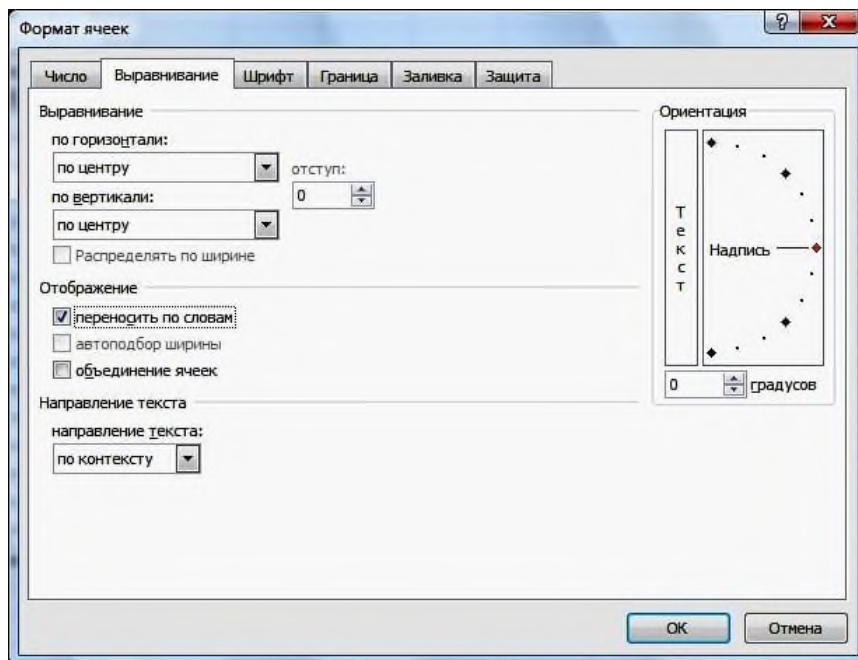 Формат ячеек
Число Выравнивание Шрифт Граница Заливка Защита
Выравнивание
по горизонтали:
по центру
отступ:
0
по вертикали:
по центру
Распределять по ширине
Отображение
переносить по словам
автоподбор ширины
объединение ячеек
Направление текста
направление текста:
по контексту
Ориентация
Текст
Надпись
0 градусов
ОК Отмена